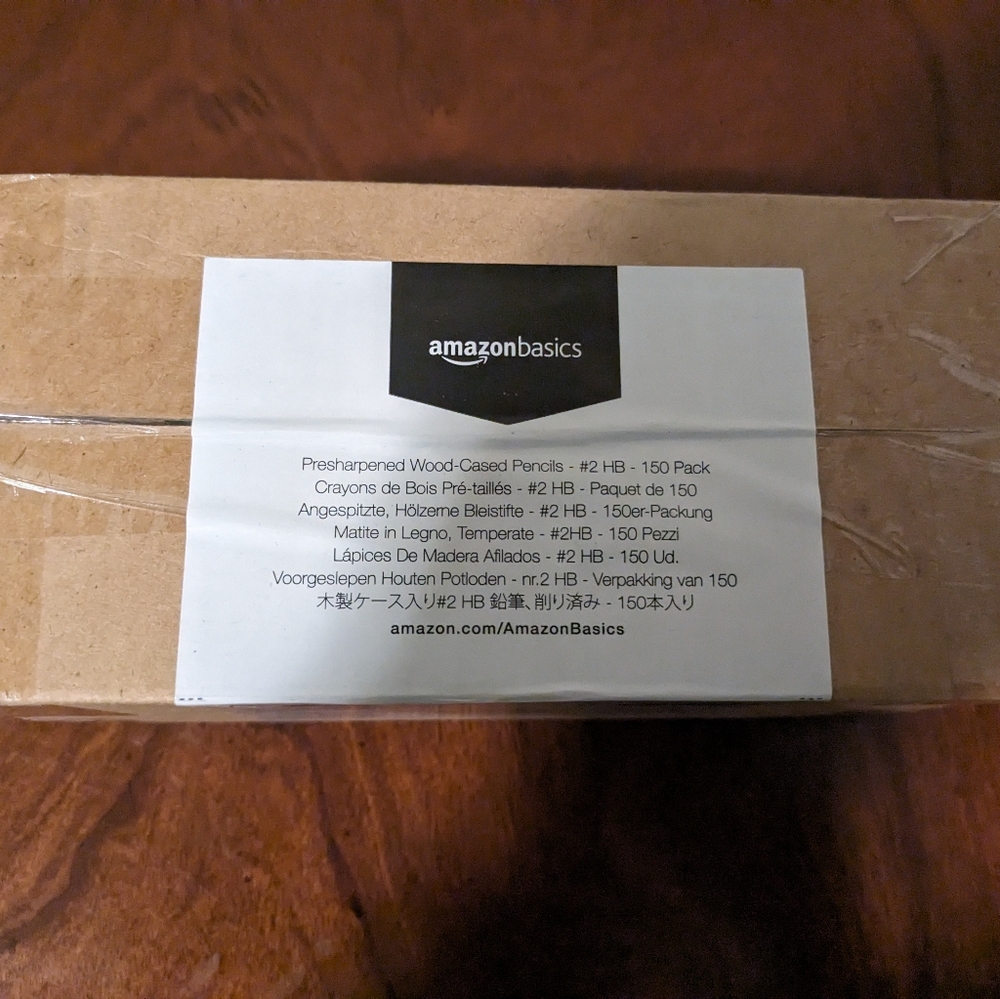 amazonbasics
Presharpened Wood-Cased Pencils - #2 HB - 150 Pack
Crayons de Bois Pré-taillés - #2 HB - Paquet de 150
Angespitzte, Hölzerne Bleistifte - #2 HB - 150er-Packung
Matite in Legno, Temperate - #2HB - 150 Pezzi
Lápices De Madera Afilados - #2 HB - 150 Ud.
Voorgeslepen Houten Potloden - nr.2 HB - Verpakking van 150
木製ケース入り#2 HB 鉛筆、削り済み - 150本入り
amazon.com/AmazonBasics